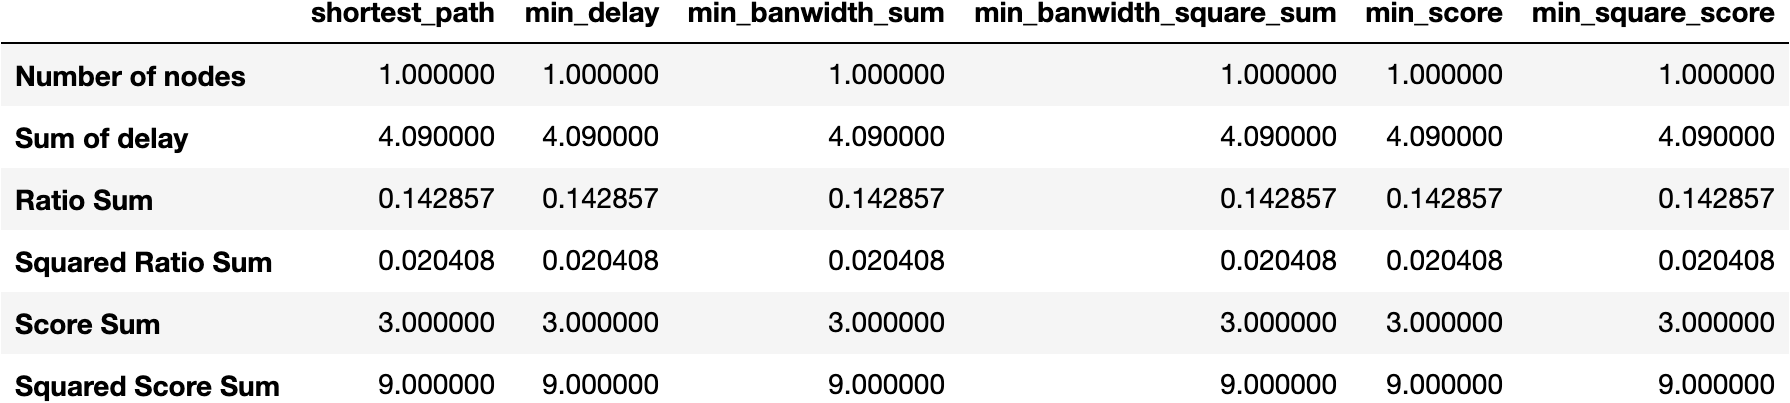 shortest_path min_delay min_banwidth_sum min_banwidth_square_sum min_score min_square_score
Number of nodes 1.000000 1.000000 1.000000 1.000000 1.000000 1.000000
Sum of delay 4.090000 4.090000 4.090000 4.090000 4.090000 4.090000
Ratio Sum 0.142857 0.142857 0.142857 0.142857 0.142857 0.142857
Squared Ratio Sum 0.020408 0.020408 0.020408 0.020408 0.020408 0.020408
Score Sum 3.000000 3.000000 3.000000 3.000000 3.000000 3.000000
Squared Score Sum 9.000000 9.000000 9.000000 9.000000 9.000000 9.000000